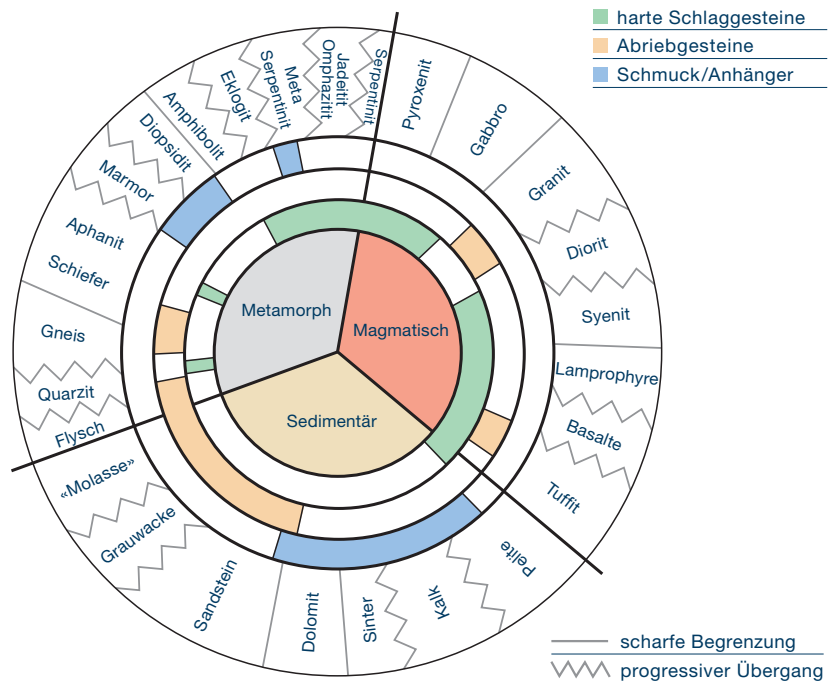 harte Schlaggesteine
Abriebgesteine
Schmuck/Anhänger
Metamorph
Magmatisch
Sedimentär
Pyroxenit
Gabbro
Granit
Diorit
Syenit
Lamprophyre
Basalte
Tuffit
Pelite
Kalk
Sinter
Dolomit
Sandstein
Grauwacke
«Molasse»
Flysch
Quarzit
Gneis
Schiefer
Aphanit
Marmor
Diopsidit
Amphibolit
Eklogit
Meta
Serpentinit
Jadeitit
Omphazitit
Serpentinit
scharfe Begrenzung
progressiver Übergang